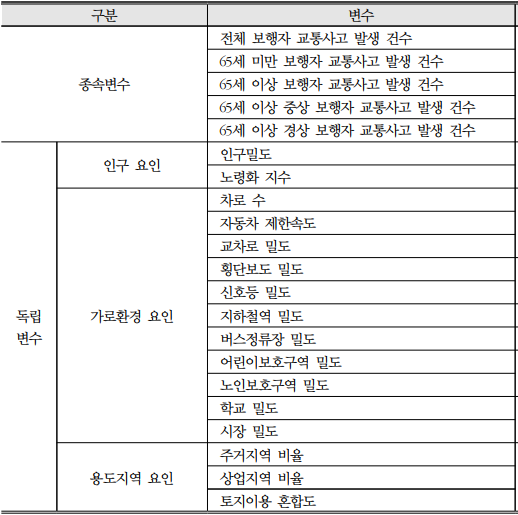 구분 변수
종속변수
전체 보행자 교통사고 발생 건수
65세 미만 보행자 교통사고 발생 건수
65세 이상 보행자 교통사고 발생 건수
65세 이상 중상 보행자 교통사고 발생 건수
65세 이상 경상 보행자 교통사고 발생 건수
독립
변수
인구 요인
인구밀도
노령화 지수
가로환경 요인
차로 수
자동차 제한속도
교차로 밀도
횡단보도 밀도
신호등 밀도
지하철역 밀도
버스정류장 밀도
어린이보호구역 밀도
노인보호구역 밀도
학교 밀도
시장 밀도
용도지역 요인
주거지역 비율
상업지역 비율
토지이용 혼합도